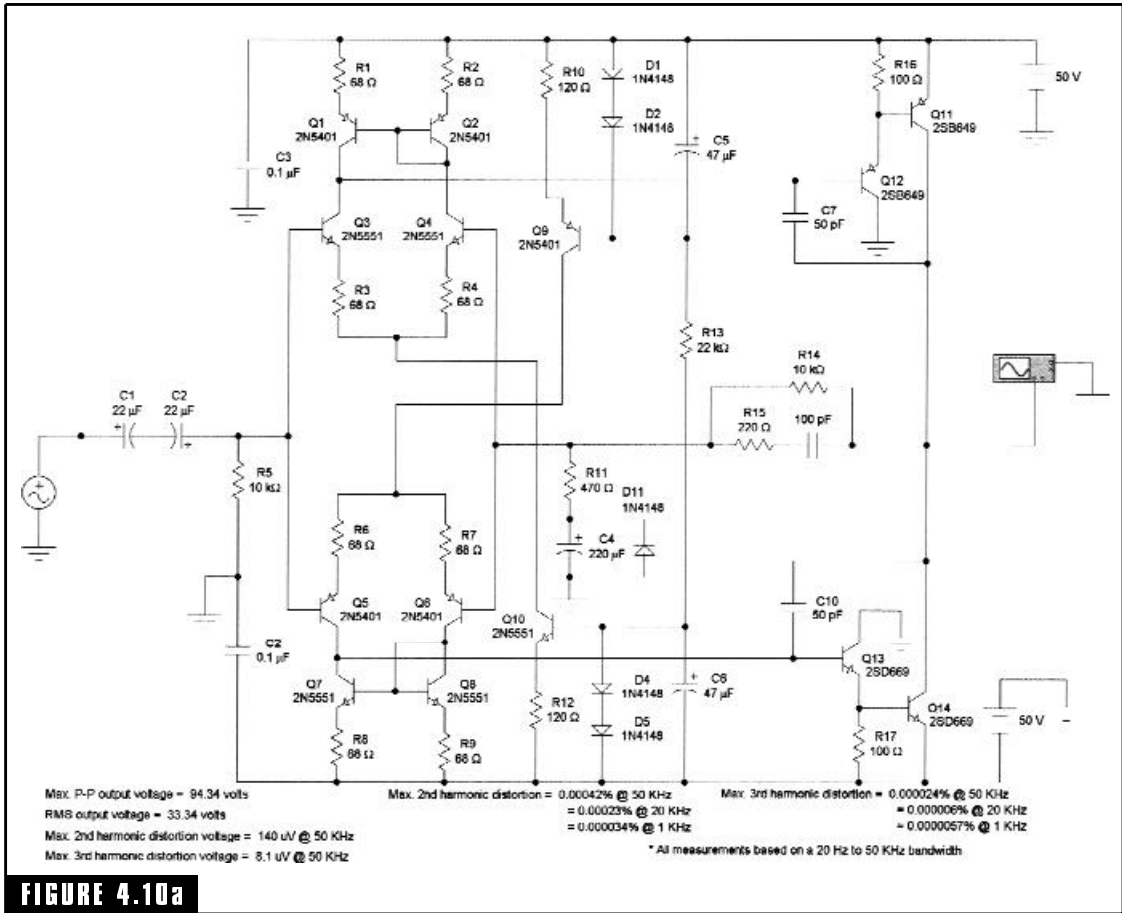 R1
68 Ω
R2
68 Ω
R10
120 Ω
D1
1N4148
D2
1N4148
R16
100 Ω
50 V
Q1
2N5401
Q2
2N5401
Q11
2SB649
C3
0.1 µF
C5
47 µF
Q12
2SB649
C7
50 pF
Q3
2N5551
Q4
2N5551
Q9
2N5401
R3
68 Ω
R4
68 Ω
R13
22 kΩ
R14
10 kΩ
C1
22 µF
C2
22 µF
R15
220 Ω
100 pF
R5
10 kΩ
R11
470 Ω
D11
1N4148
R6
68 Ω
R7
68 Ω
C4
220 µF
Q5
2N5401
Q6
2N5401
Q10
2N5551
C10
50 pF
C2
0.1 µF
Q13
2SD669
Q7
2N5551
Q8
2N5551
D4
1N4148
C6
47 µF
R12
120 Ω
D5
1N4148
Q14
2SD669
50 V
R8
68 Ω
R9
68 Ω
R17
100 Ω
Max. P-P output voltage = 94.34 volts
RMS output voltage = 33.34 volts
Max. 2nd harmonic distortion voltage = 140 uV @ 50 KHz
Max. 3rd harmonic distortion voltage = 8.1 uV @ 50 KHz
Max. 2nd harmonic distortion = 0.00042% @ 50 KHz
= 0.00023% @ 20 KHz
= 0.000034% @ 1 KHz
Max. 3rd harmonic distortion = 0.000024% @ 50 KHz
= 0.000006% @ 20 KHz
= 0.0000057% @ 1 KHz
* All measurements based on a 20 Hz to 50 KHz bandwidth
FIGURE 4.10a